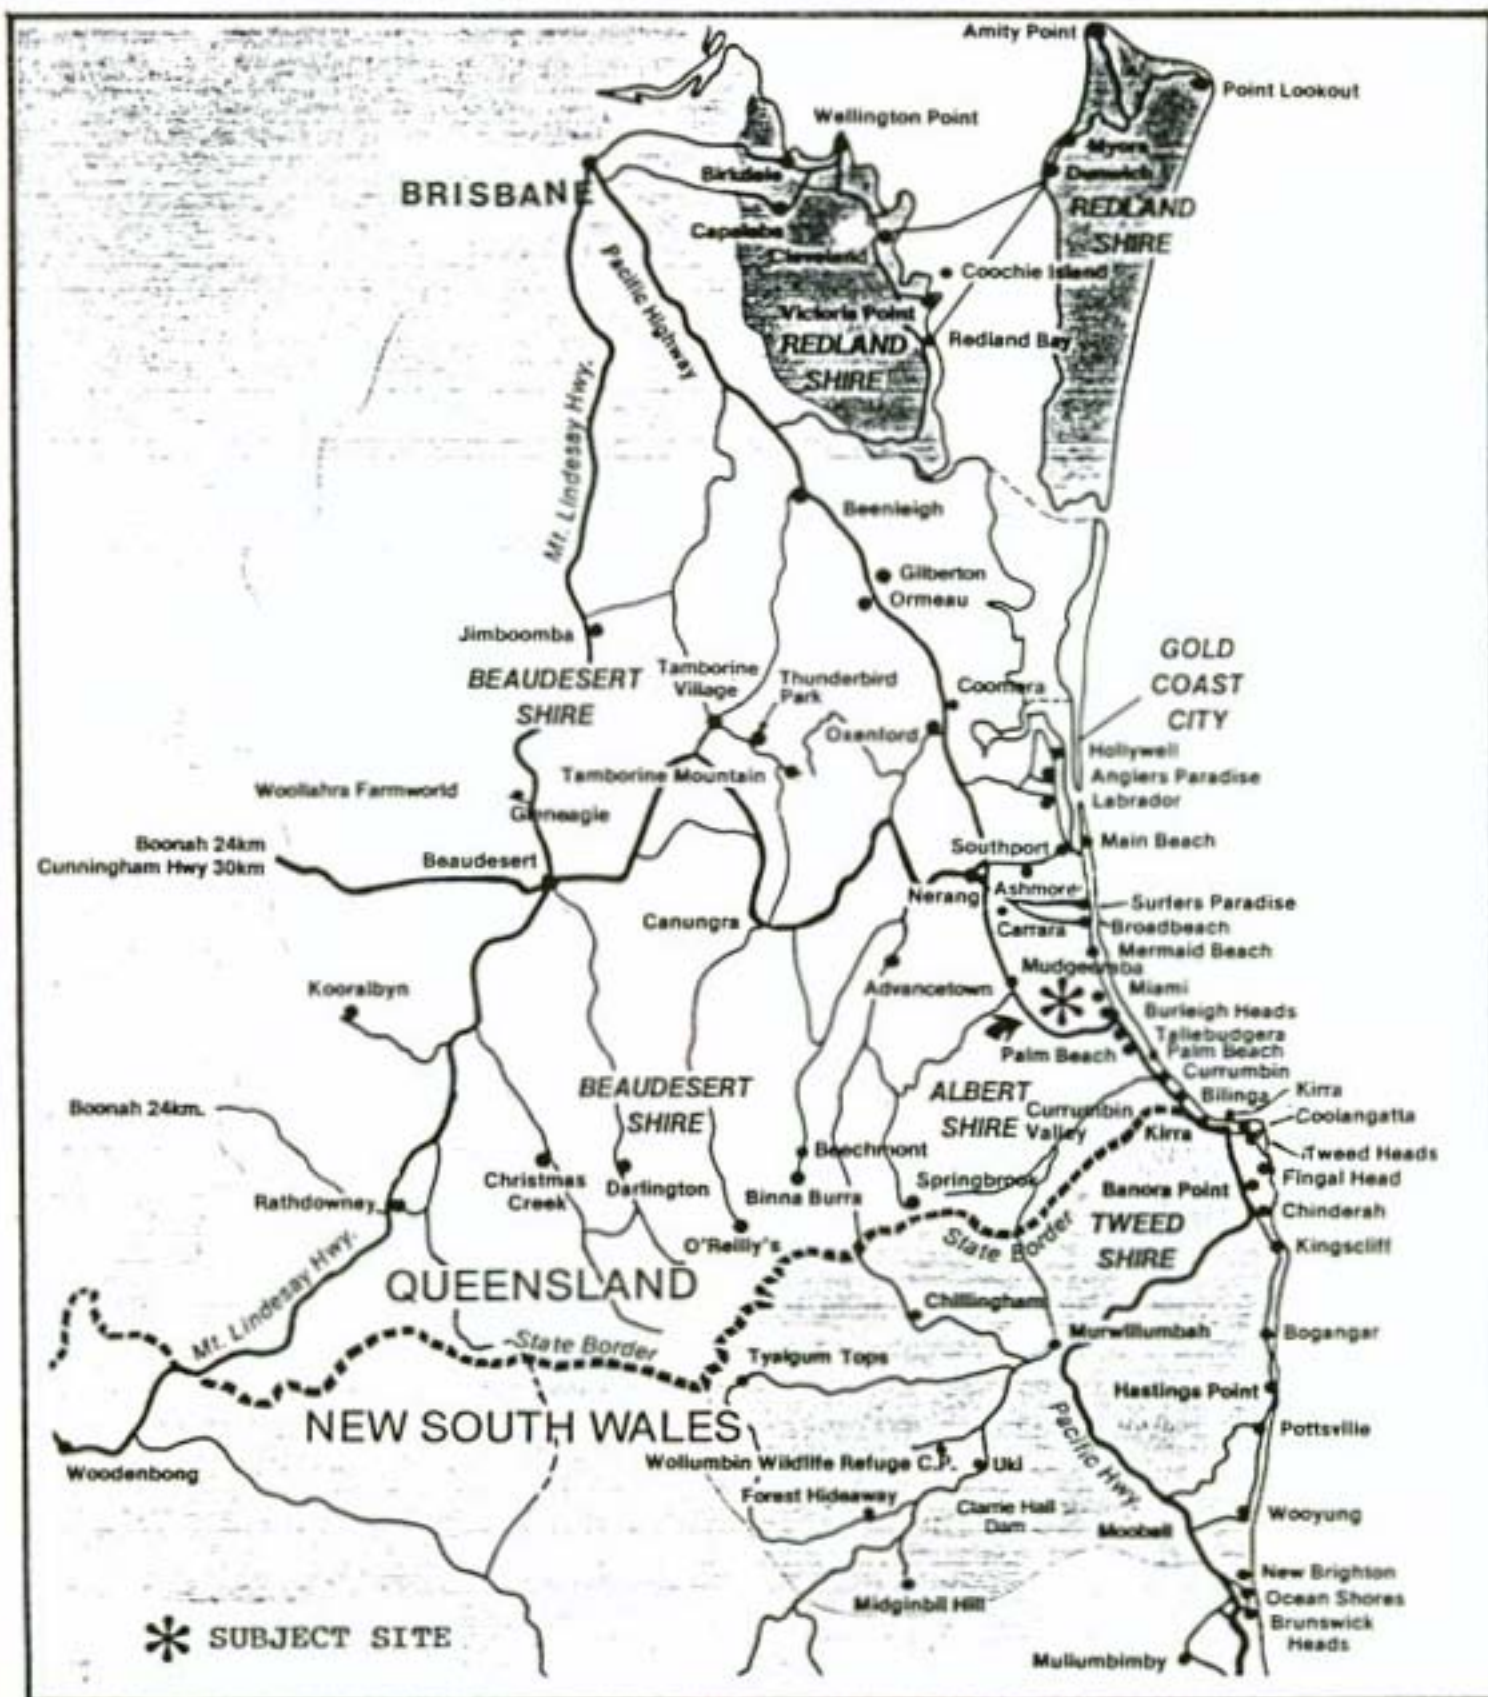 Amity Point
Point Lookout
Wellington Point
Myora
Birkdale
Dunwich
BRISBANE
REDLAND
SHIRE
Capalaba
Cleveland
Pacific Highway
Coochie Island
Victoria Point
REDLAND
SHIRE
Redland Bay
Mt. Lindesay Hwy.
Beenleigh
Gilberton
Ormeau
Jimboomba
GOLD
COAST
CITY
BEAUDESERT
SHIRE
Tamborine
Village
Thunderbird
Park
Coomera
Oxenford
Hollywell
Tamborine Mountain
Anglers Paradise
Woollahra Farmworld
Labrador
Gleneagle
Boonah 24km
Cunningham Hwy 30km
Main Beach
Southport
Beaudesert
Nerang
Ashmore
Surfers Paradise
Canungra
Carrara
Broadbeach
Mermaid Beach
Mudgeeraba
Kooralbyn
Advancetown
Miami
Burleigh Heads
Tallebudgera
Palm Beach
Palm Beach
Currumbin
BEAUDESERT
SHIRE
ALBERT
SHIRE
Bilinga
Kirra
Boonah 24km.
Currumbin
Valley
Kirra
Coolangatta
Beechmont
Tweed Heads
Christmas
Creek
Darlington
Binna Burra
Springbrook
Fingal Head
Rathdowney
Banora Point
Chinderah
O'Reilly's
State Border
TWEED
SHIRE
Kingscliff
Mt. Lindesay Hwy.
QUEENSLAND
Chillingham
State Border
Murwillumbah
Bogangar
Tyalgum Tops
Hastings Point
NEW SOUTH WALES
Pacific Hwy.
Pottsville
Woodenbong
Wollumbin Wildlife Refuge C.P.
Uki
Forest Hideaway
Clarrie Hall
Dam
Wooyung
Mooball
New Brighton
Midginbil Hill
Ocean Shores
Brunswick
Heads
SUBJECT SITE
Mullumbimby